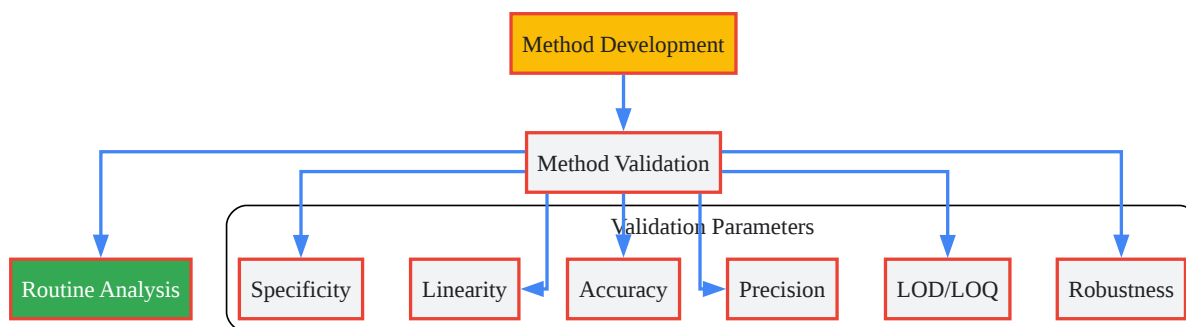 Method Development
Method Validation
Validation Parameters
Routine Analysis
Specificity
Linearity
Accuracy
Precision
LOD/LOQ
Robustness